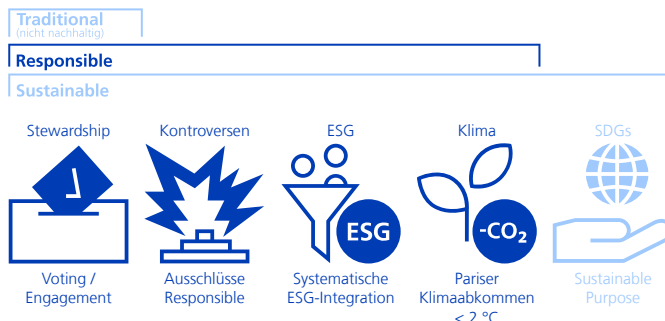 Traditional
(nicht nachhaltig)
Responsible
Sustainable
Stewardship
Kontroversen
ESG
Klima
SDGs
ESG
-CO₂
Voting /
Engagement
Ausschlüsse
Responsible
Systematische
ESG-Integration
Pariser
Klimaabkommen
< 2 °C
Sustainable
Purpose